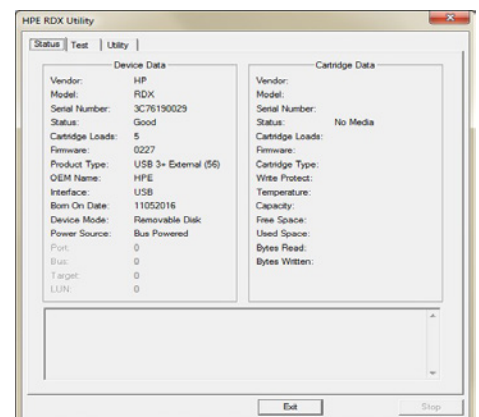 HPE RDX Utility
Status Test Utility
Device Data
Vendor: HP
Model: RDX
Serial Number: 3C76190029
Status: Good
Cartridge Loads: 5
Firmware: 0227
Product Type: USB 3+ External (56)
OEM Name: HPE
Interface: USB
Born On Date: 11052016
Device Mode: Removable Disk
Power Source: Bus Powered
Port: 0
Bus: 0
Target: 0
LUN: 0
Cartridge Data
Vendor:
Model:
Serial Number:
Status: No Media
Cartridge Loads:
Firmware:
Cartridge Type:
Write Protect:
Temperature:
Capacity:
Free Space:
Used Space:
Bytes Read:
Bytes Written:
Exit Stop